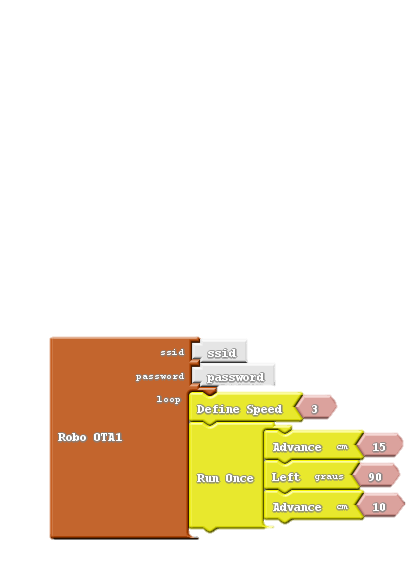 ssid ssid
password password
loop
Define Speed 3
Robo OTA1
Advance cm 15
Run Once Left graus 90
Advance cm 10